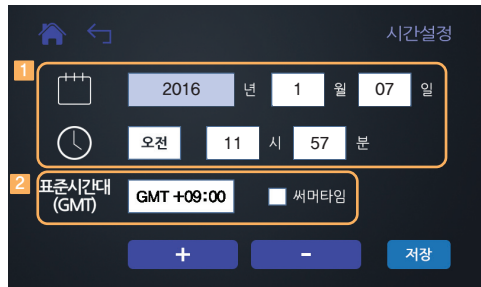 시간설정
1
2016 년 1 월 07 일
오전 11 시 57 분
2
표준시간대
(GMT) GMT +09:00 써머타임
+ - 저장